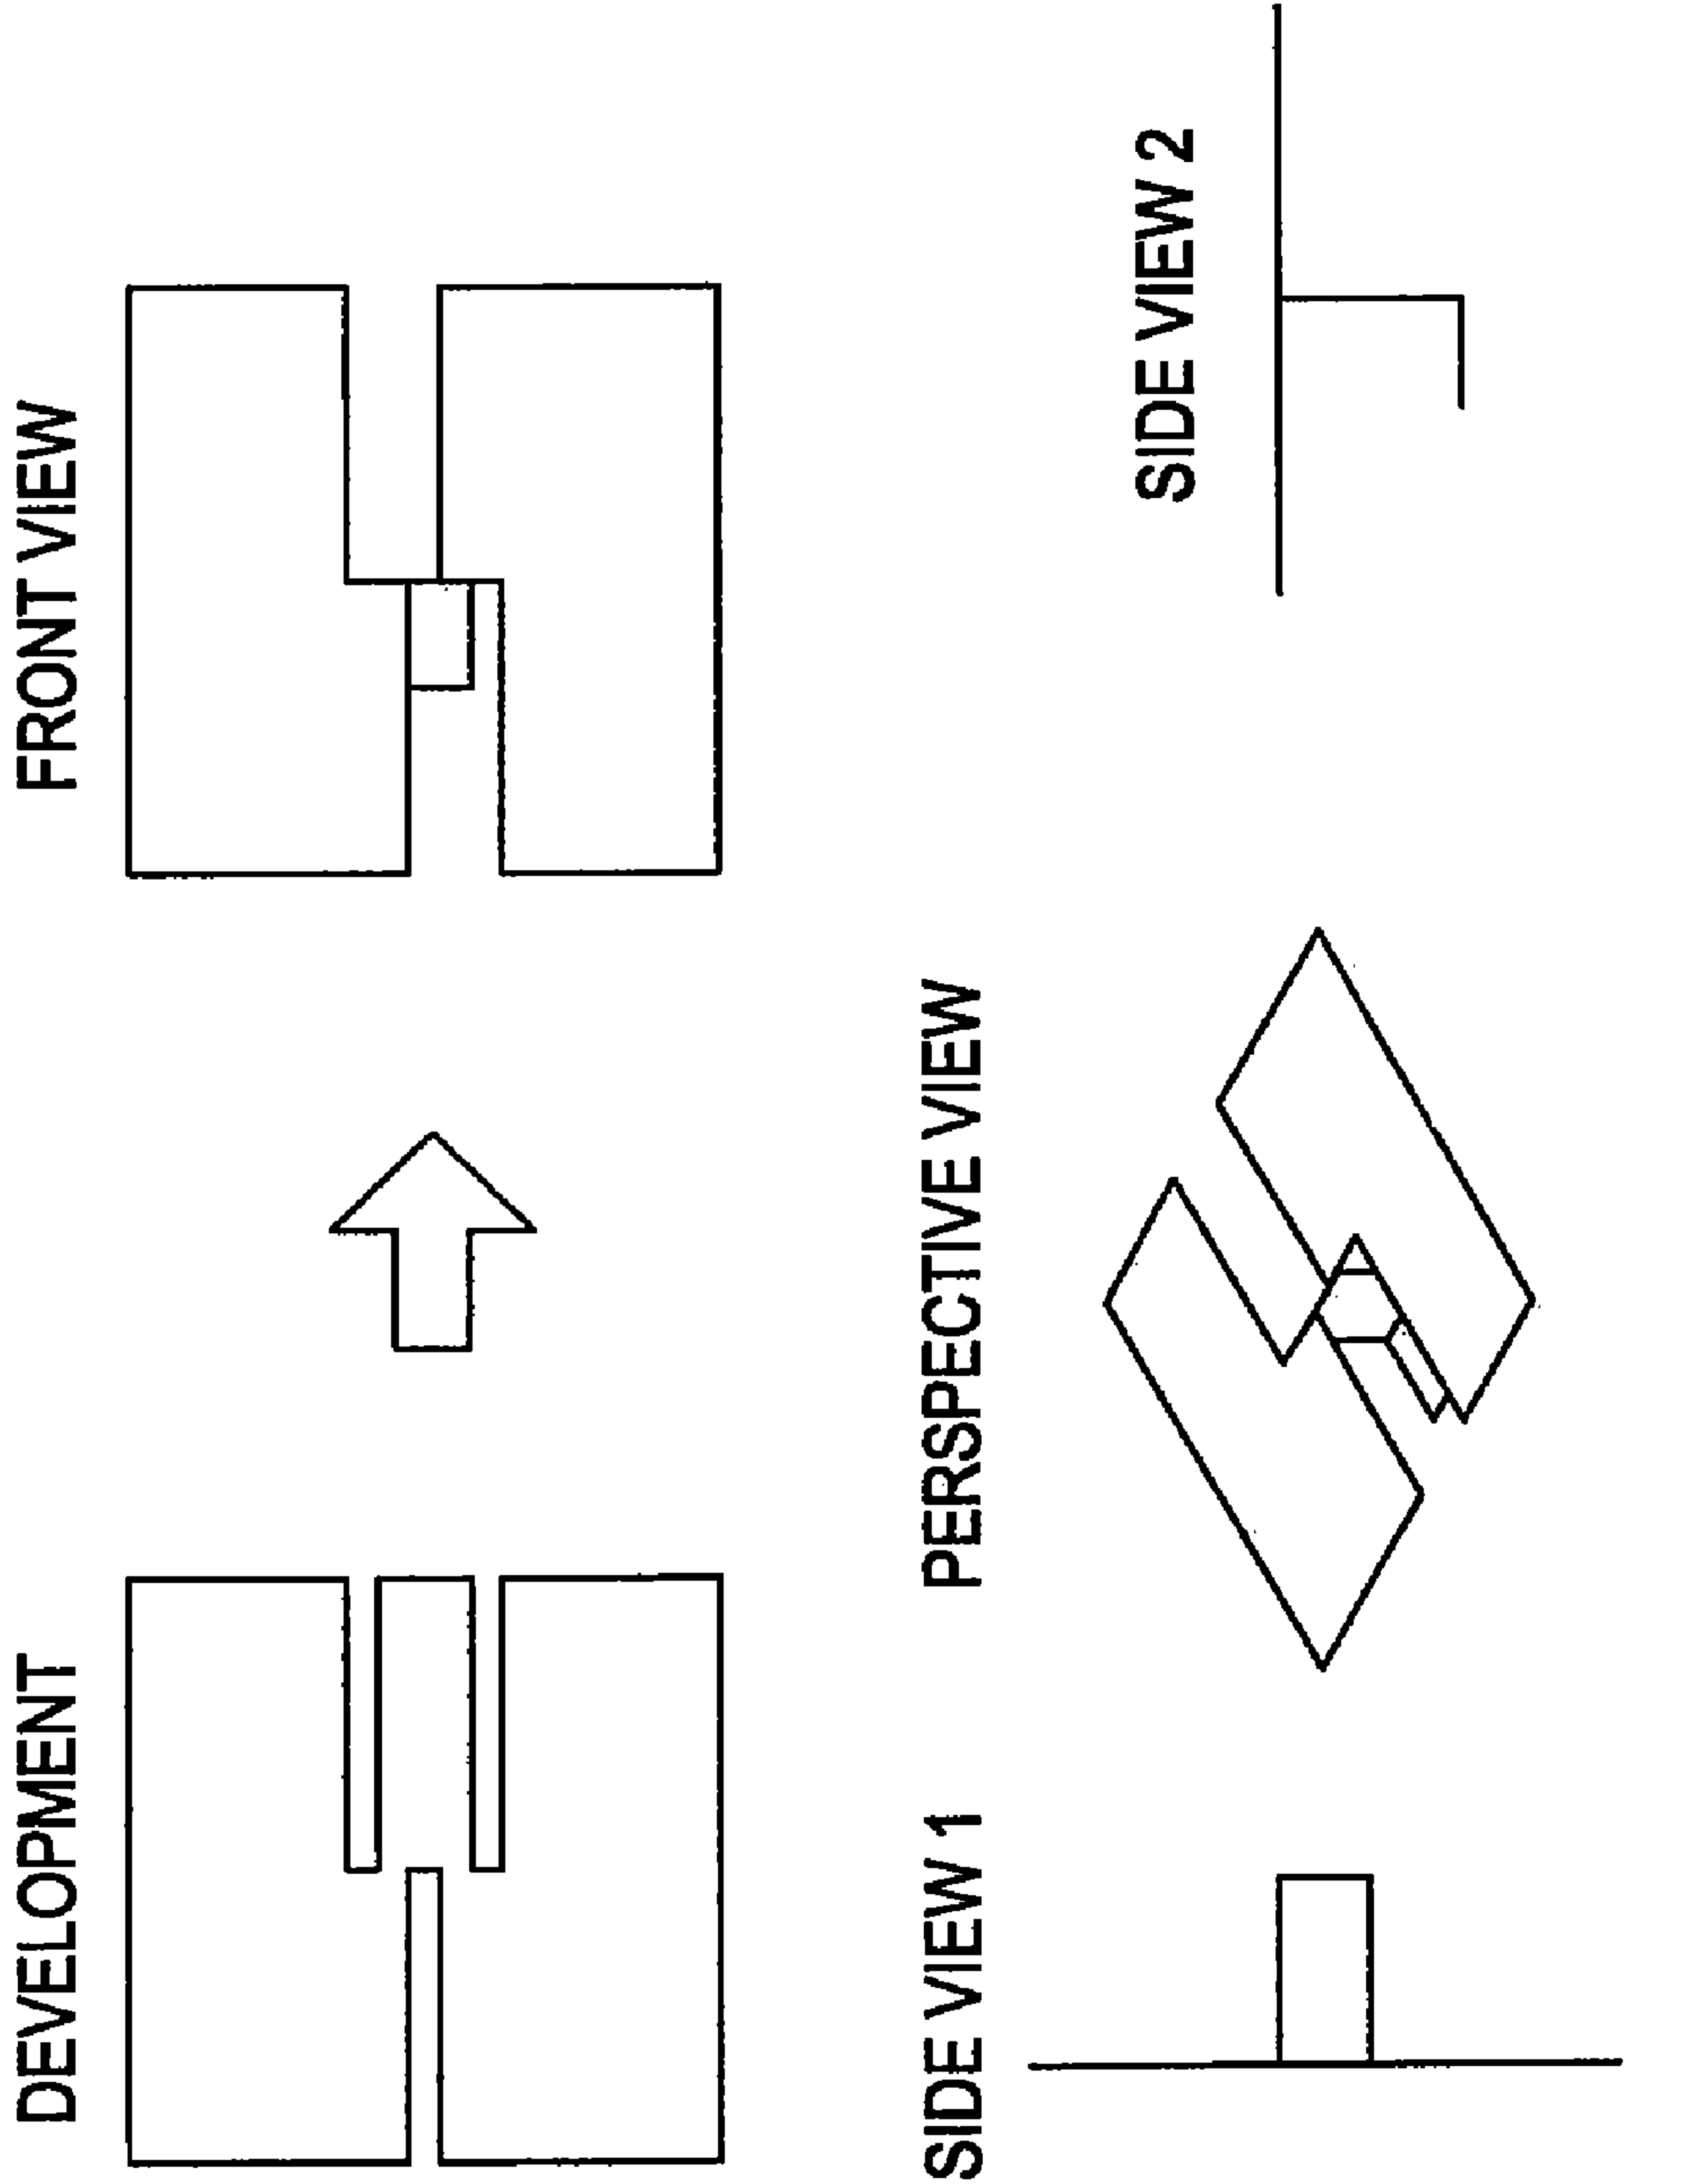 DEVELOPMENT
FRONT VIEW
SIDE VIEW 1
PERSPECTIVE VIEW
SIDE VIEW 2